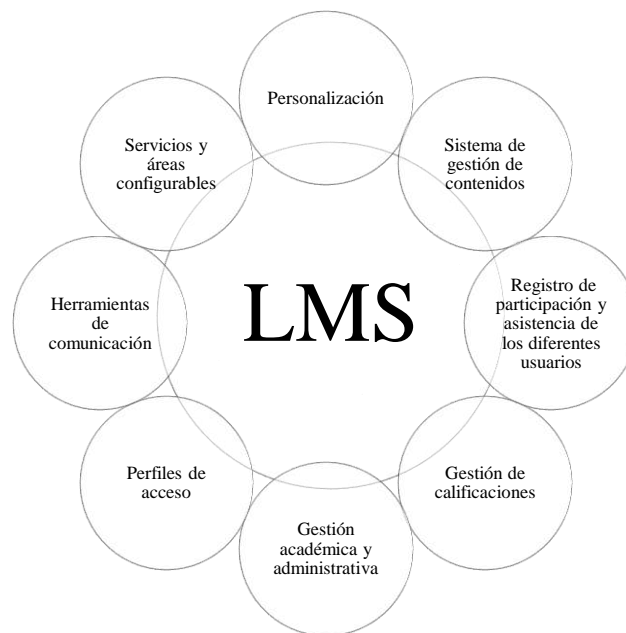 Personalización
Sistema de
gestión de
contenidos
Registro de
participación y
asistencia de
los diferentes
usuarios
Gestión de
calificaciones
Gestión
académica y
administrativa
Perfiles de
acceso
Herramientas
de
comunicación
Servicios y
áreas
configurables
LMS